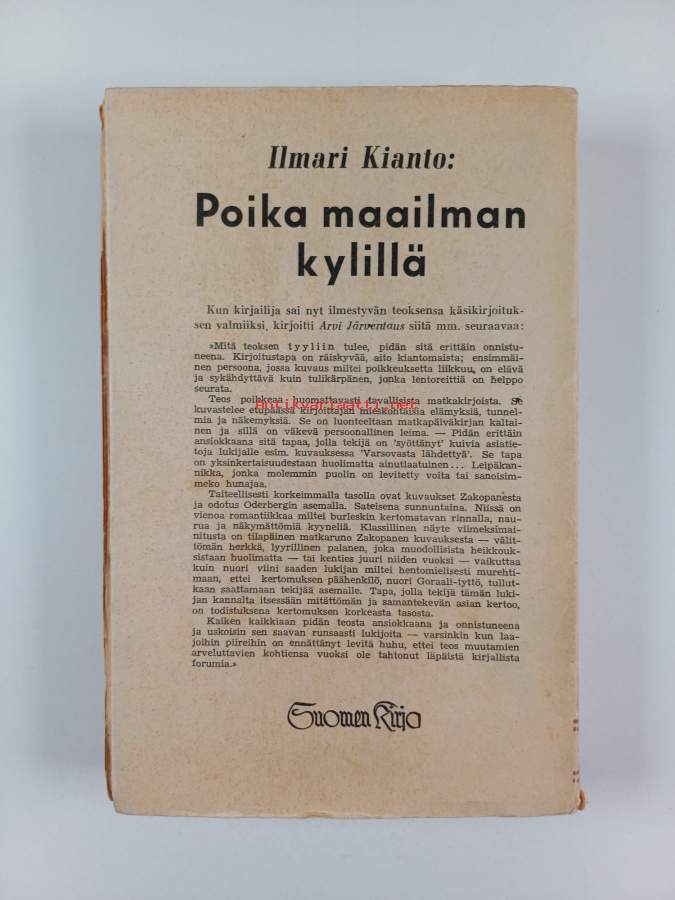 Ilmari Kianto:
Poika maailman
kylillä
Kun kirjailija sai nyt ilmestyvän teoksensa käsikirjoituk-
sen valmiiksi, kirjoitti Arvi Järventaus siitä mm. seuraavaa:
»Mitä teoksen tyyliin tulee, pidän sitä erittäin onnistu-
neena. Kirjoitustapa on räiskyvää, aito kiantomaista; ensimmäi-
nen persoona, jossa kuvaus miltei poikkeuksetta liikkuu, on elävä
ja sykähdyttävä kuin tulikärpänen, jonka lentoreittiä on helppo
seurata.
Teos poikkeaa huomattavasti tavallisista matkakirjoista. Se
kuvastelee etupäässä kirjoittajan mieskohtaisia elämyksiä, tunnel-
mia ja näkemyksiä. Se on luonteeltaan matkapäiväkirjan kaltai-
nen ja sillä on väkevä persoonallinen leima. — Pidän erittäin
ansiokkaana sitä tapaa, jolla tekijä on 'syöttänyt' kuivia asiatie-
toja lukijalle esim. kuvauksessa 'Varsovasta lähdettyä'. Se tapa
on yksinkertaisuudestaan huolimatta ainutlaatuinen... Leipäkan-
nikka, jonka molemmin puolin on levitetty voita tai sanoisim-
meko hunajaa.
Taiteellisesti korkeimmalla tasolla ovat kuvaukset Zakopanesta
ja odotus Oderbergin asemalla. Sateisena sunnuntaina. Niissä on
vienoa romantiikkaa miltei burleskin kertomatavan rinnalla, nau-
rua ja näkymättömiä kyyneliä. Klassillinen näyte viimeksimai-
nitusta on tilapäinen matkaruno Zakopanen kuvauksesta — välit-
tömän herkkä, lyyrillinen palanen, joka muodollisista heikkouk-
sistaan huolimatta — tai kenties juuri niiden vuoksi — vaikuttaa
kuin nuori viini saaden lukijan miltei hentomielisesti murehti-
maan, ettei kertomuksen päähenkilö, nuori Goraali-tyttö, tullut-
kaan saattamaan tekijää asemalle. Tapa, jolla tekijä tämän luki-
jan kannalta itsessään mitättömän ja samantekevän asian kertoo,
on todistuksena kertomuksen korkeasta tasosta.
Kaiken kaikkiaan pidän teosta ansiokkaana ja onnistuneena
ja uskoisin sen saavan runsaasti lukijoita — varsinkin kun laa-
joihin piireihin on ennättänyt levitä huhu, ettei teos muutamien
arveluttavien kohtiensa vuoksi ole tahtonut läpäistä kirjallista
forumia.»
Suomen Kirja
Antikvariaatti.net